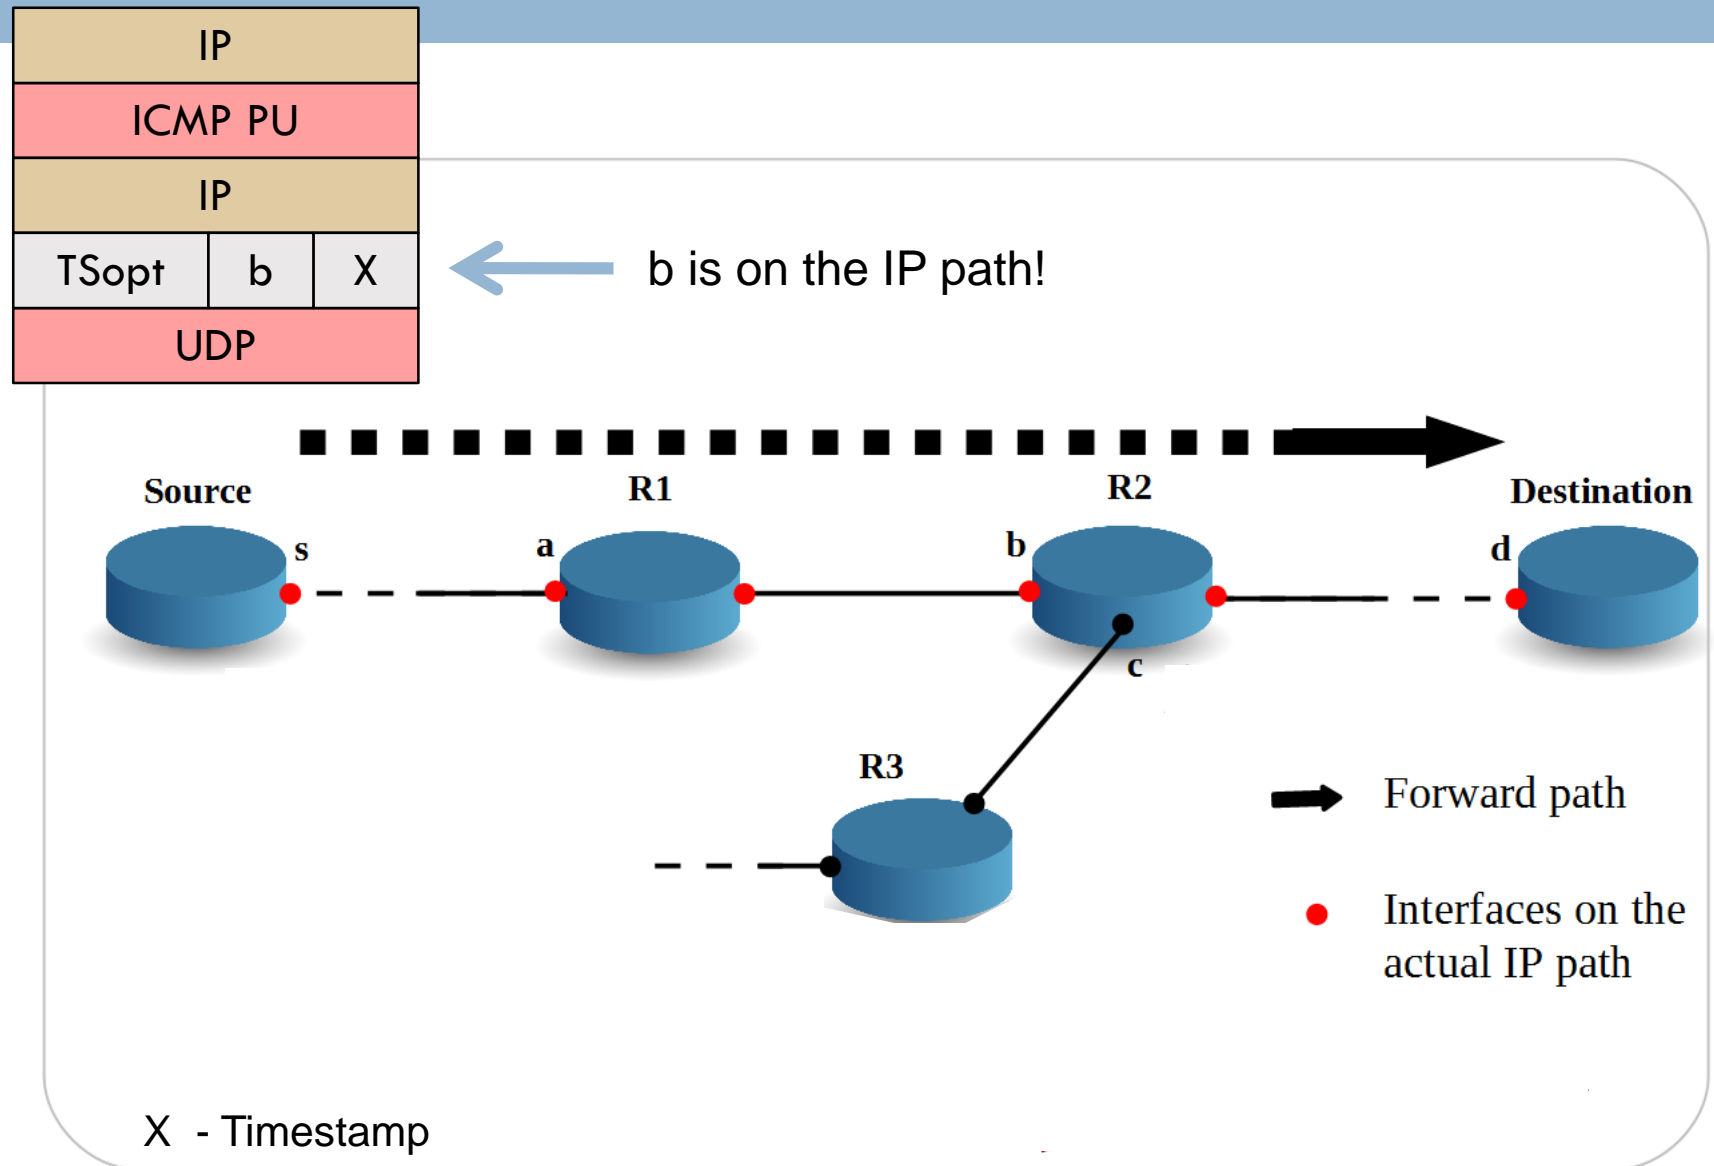 IP
ICMP PU
IP
TSopt b X
UDP
b is on the IP path!
Source R1 R2 Destination
s a b d
c
R3
Forward path
Interfaces on the
actual IP path
X - Timestamp